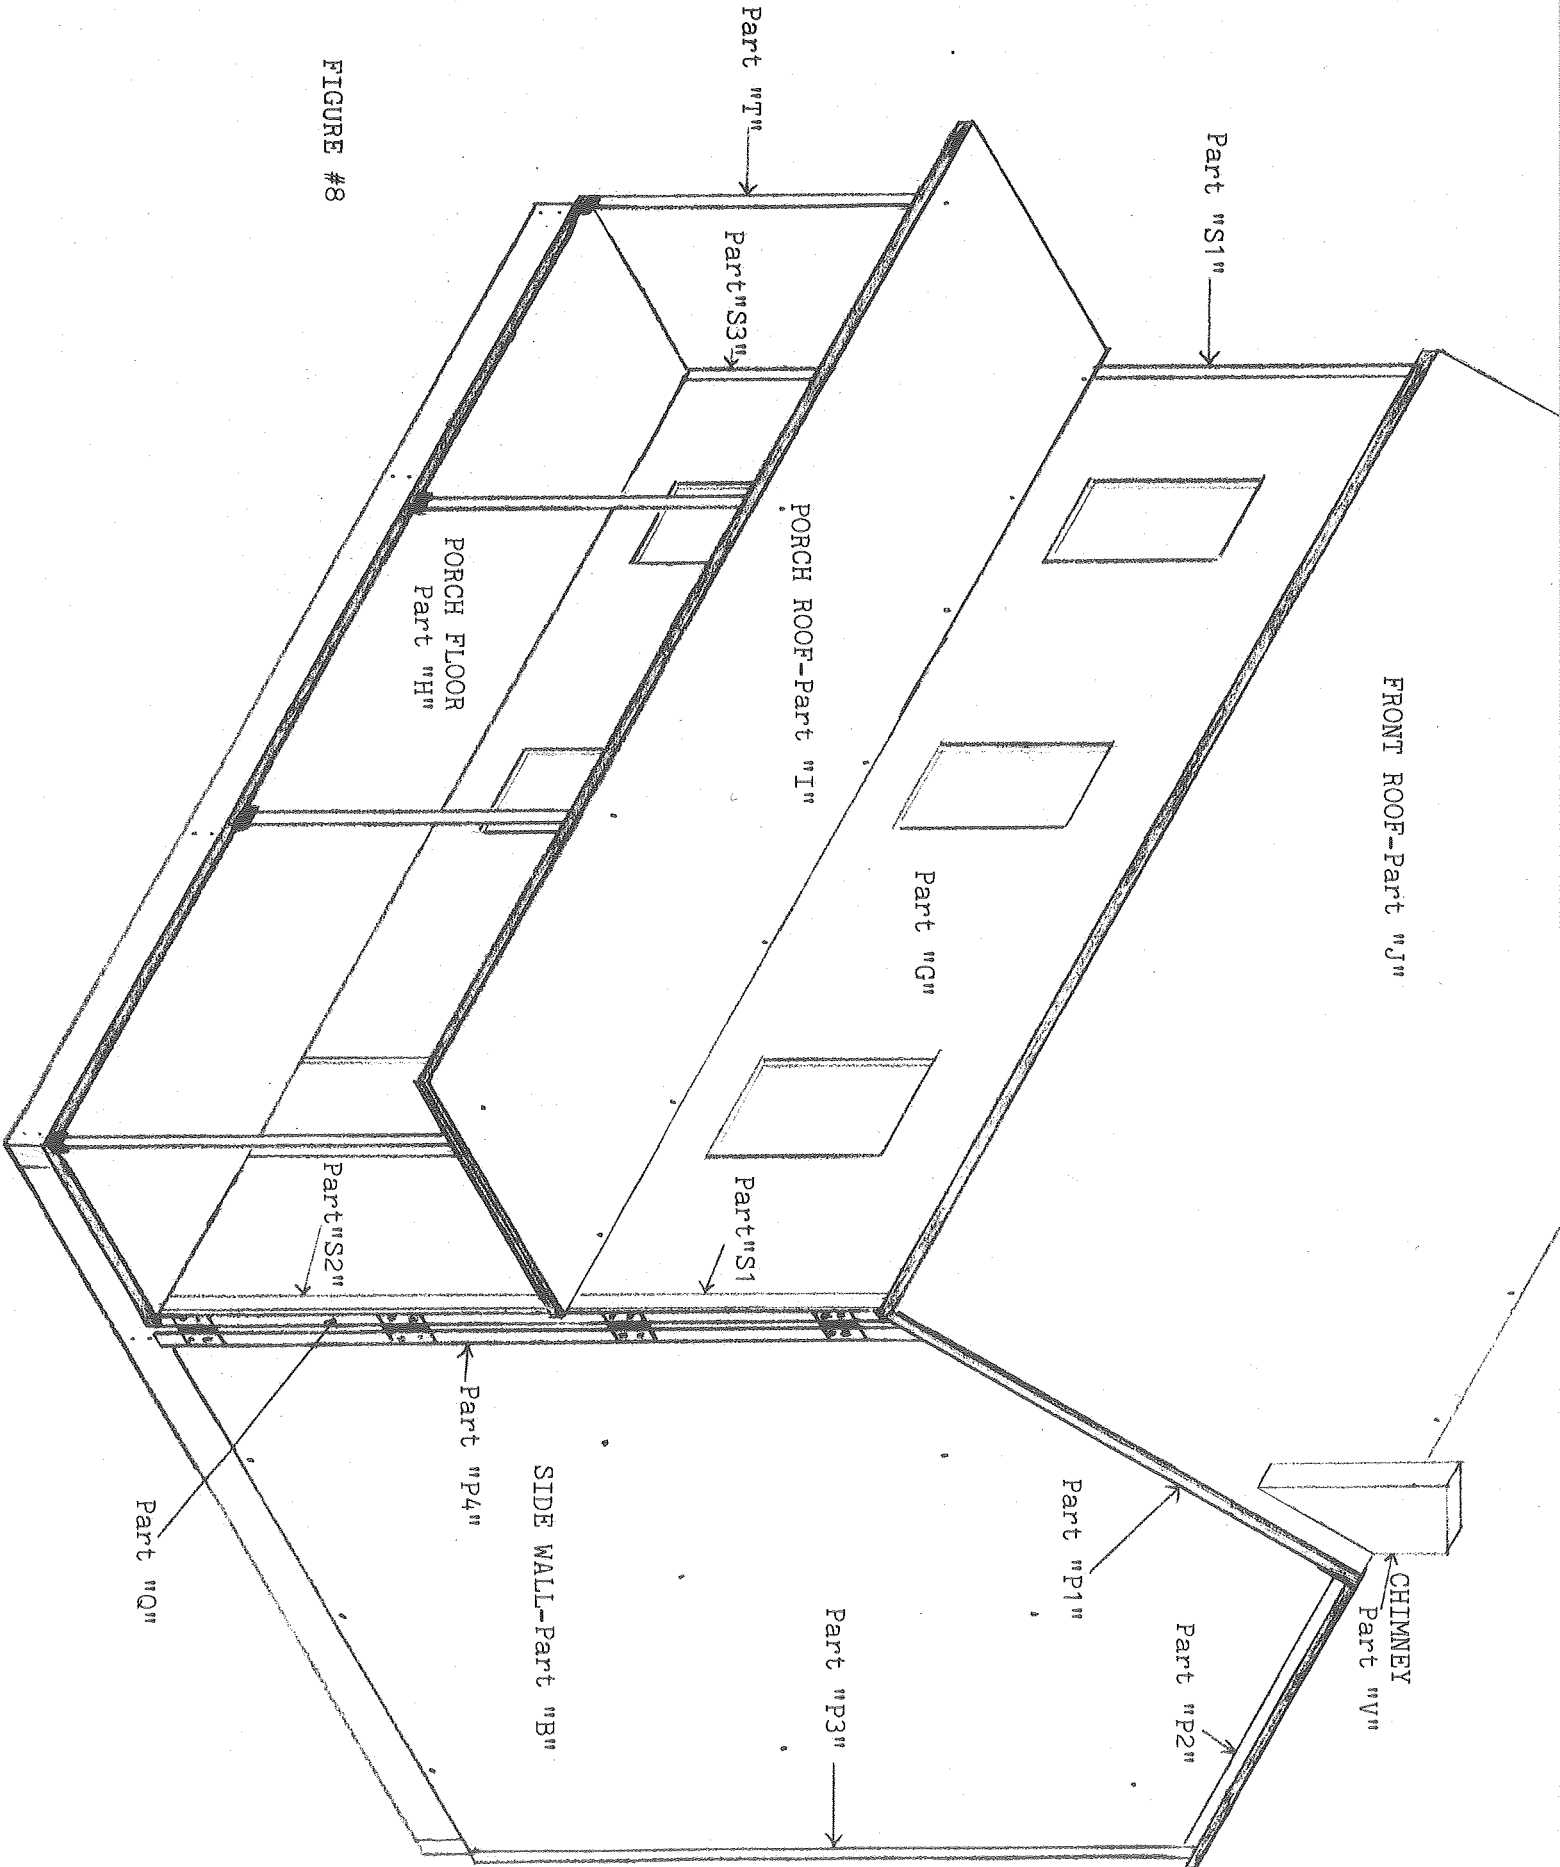 FRONT ROOF-Part "J"
Part "S1"
Part "G"
PORCH ROOF-Part "I"
Part "T"
Part"S3"
PORCH FLOOR
Part "H"
FIGURE #8
CHIMNEY
Part "V"
Part "P2"
Part "P1"
Part "P3"
Part"S1
SIDE WALL-Part "B"
Part "P4"
Part"S2"
Part "Q"